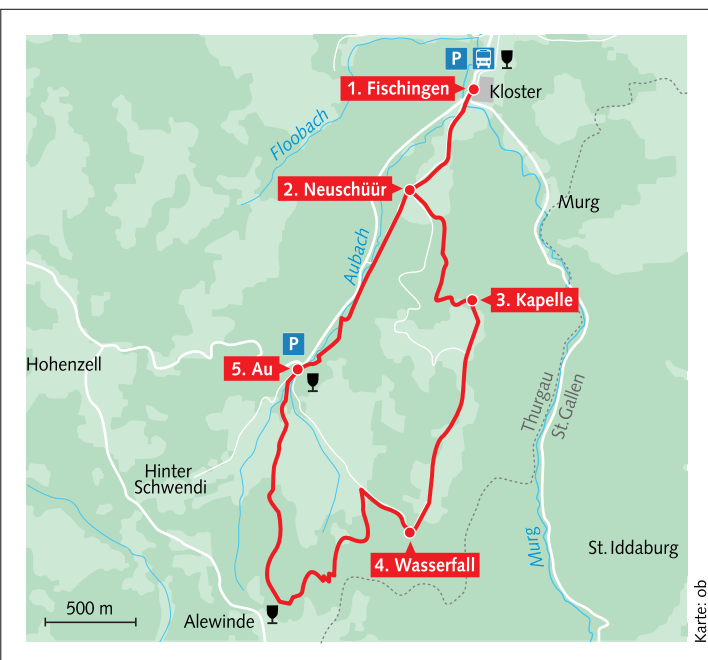 P
1. Fischingen
Kloster
Floobach
2. Neuschüür
Murg
Aubach
3. Kapelle
P
Hohenzell
5. Au
Thurgau
St. Gallen
Hinter
Schwendi
Murg
St. Iddaburg
4. Wasserfall
500 m
Alewinde
Karte: ob